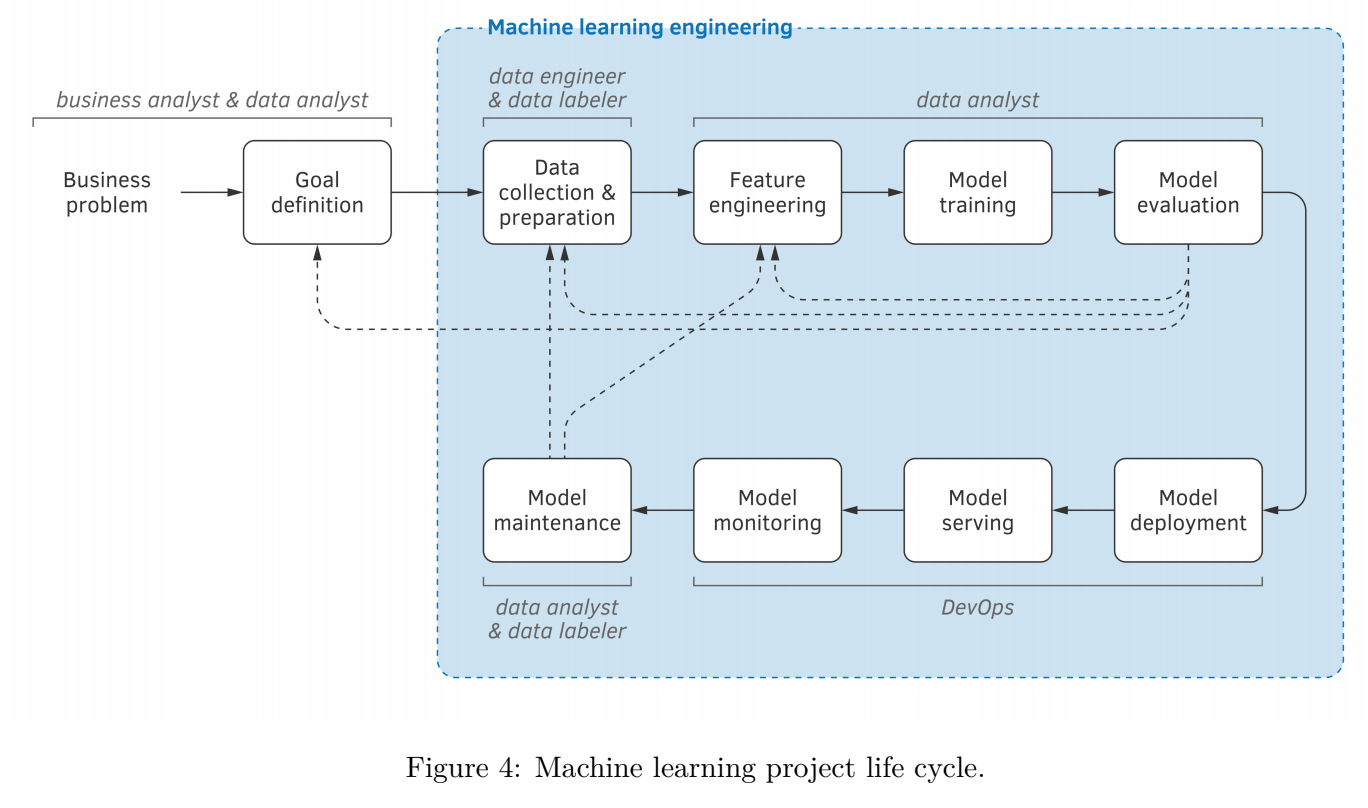 Machine learning engineering
business analyst & data analyst
data engineer
& data labeler
data analyst
Business
problem
Goal
definition
Data
collection &
preparation
Feature
engineering
Model
training
Model
evaluation
Model
maintenance
Model
monitoring
Model
serving
Model
deployment
data analyst
& data labeler
DevOps
Figure 4: Machine learning project life cycle.